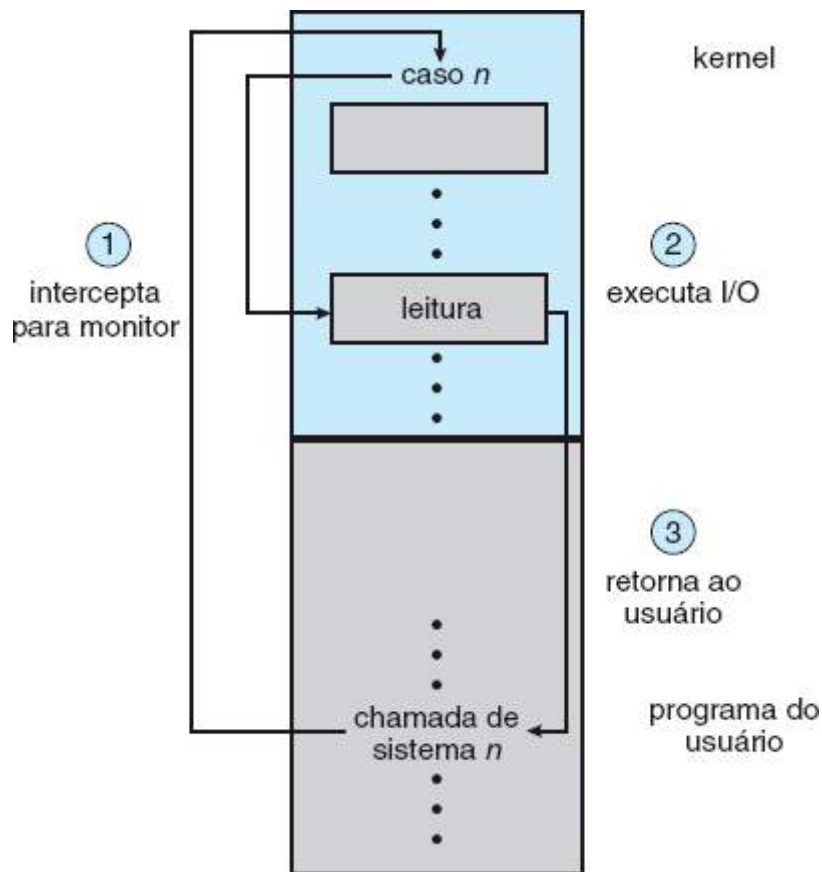 kernel
caso n
1
intercepta
para monitor
2
executa I/O
leitura
3
retorna ao
usuário
chamada de
sistema n
programa do
usuário